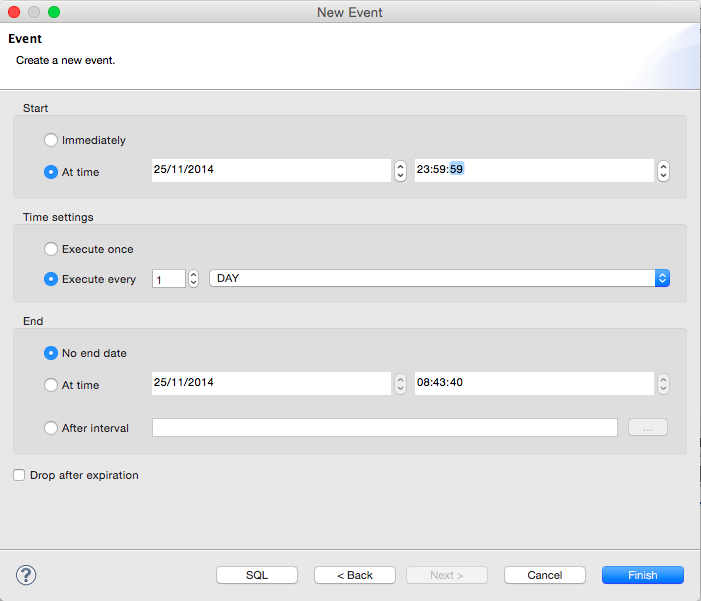 New Event
Event
Create a new event.
Start
Immediately
At time 25/11/2014 23:59:59
Time settings
Execute once
Execute every 1 DAY
End
No end date
At time 25/11/2014 08:43:40
After interval ...
Drop after expiration
? SQL < Back Next > Cancel Finish